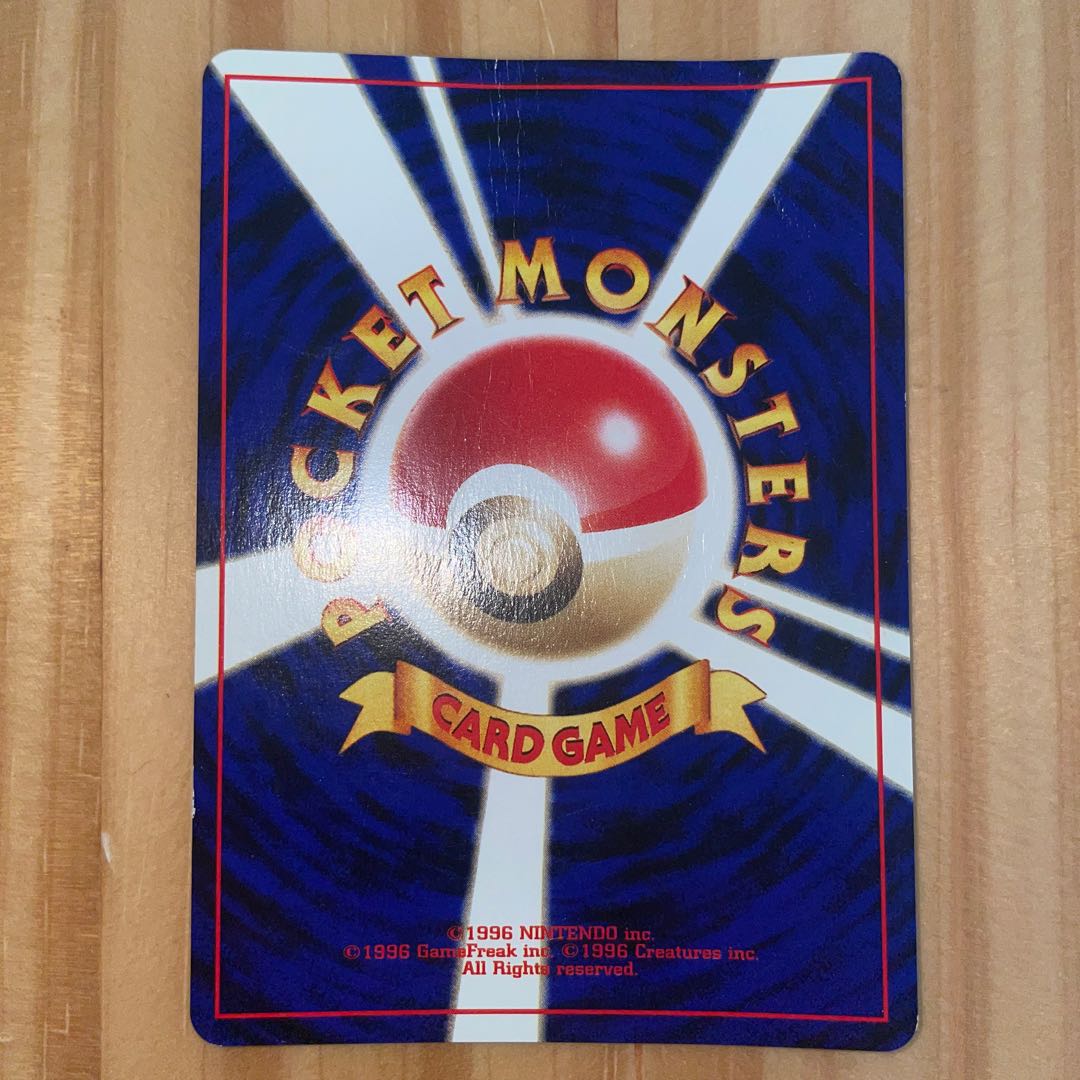 POCKET MONSTERS
CARD GAME
©1996 NINTENDO inc.
©1996 GameFreak inc. ©1996 Creatures inc.
All Rights reserved.